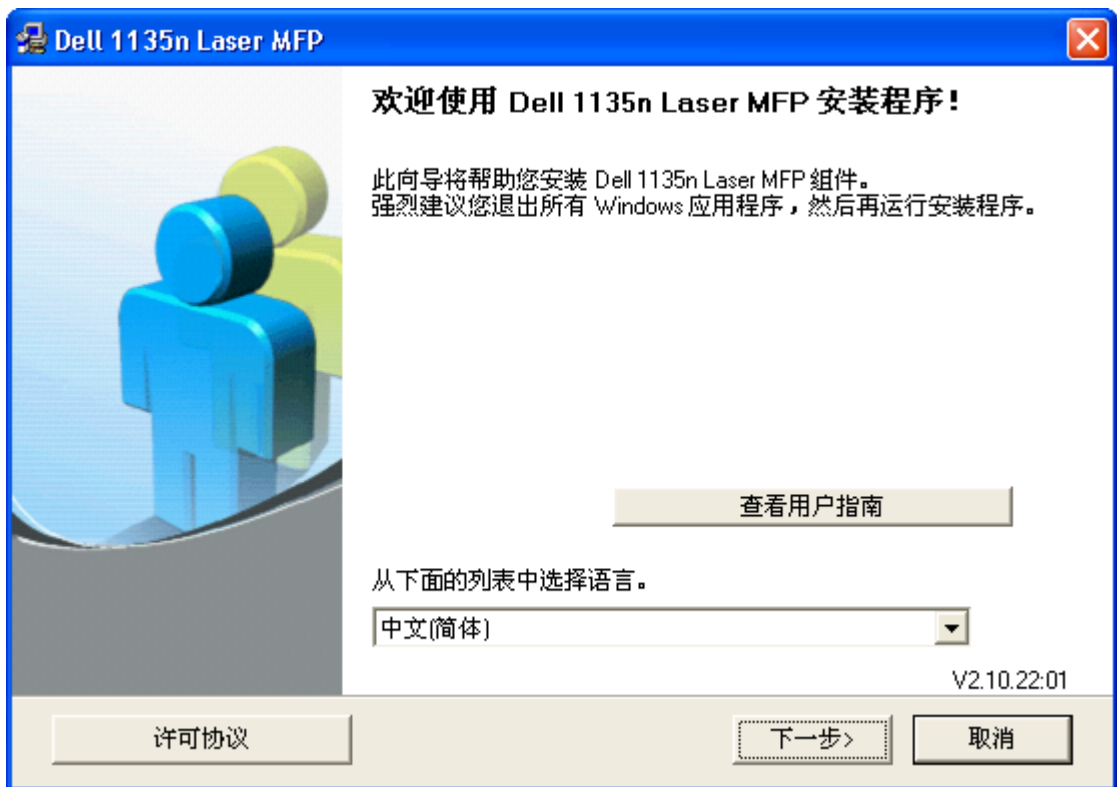 Dell 1135n Laser MFP
欢迎使用 Dell 1135n Laser MFP 安装程序！
此向导将帮助您安装 Dell 1135n Laser MFP 组件。
强烈建议您退出所有 Windows 应用程序，然后再运行安装程序。
查看用户指南
从下面的列表中选择语言。
中文(简体)
V2.10.22:01
许可协议
下一步>
取消